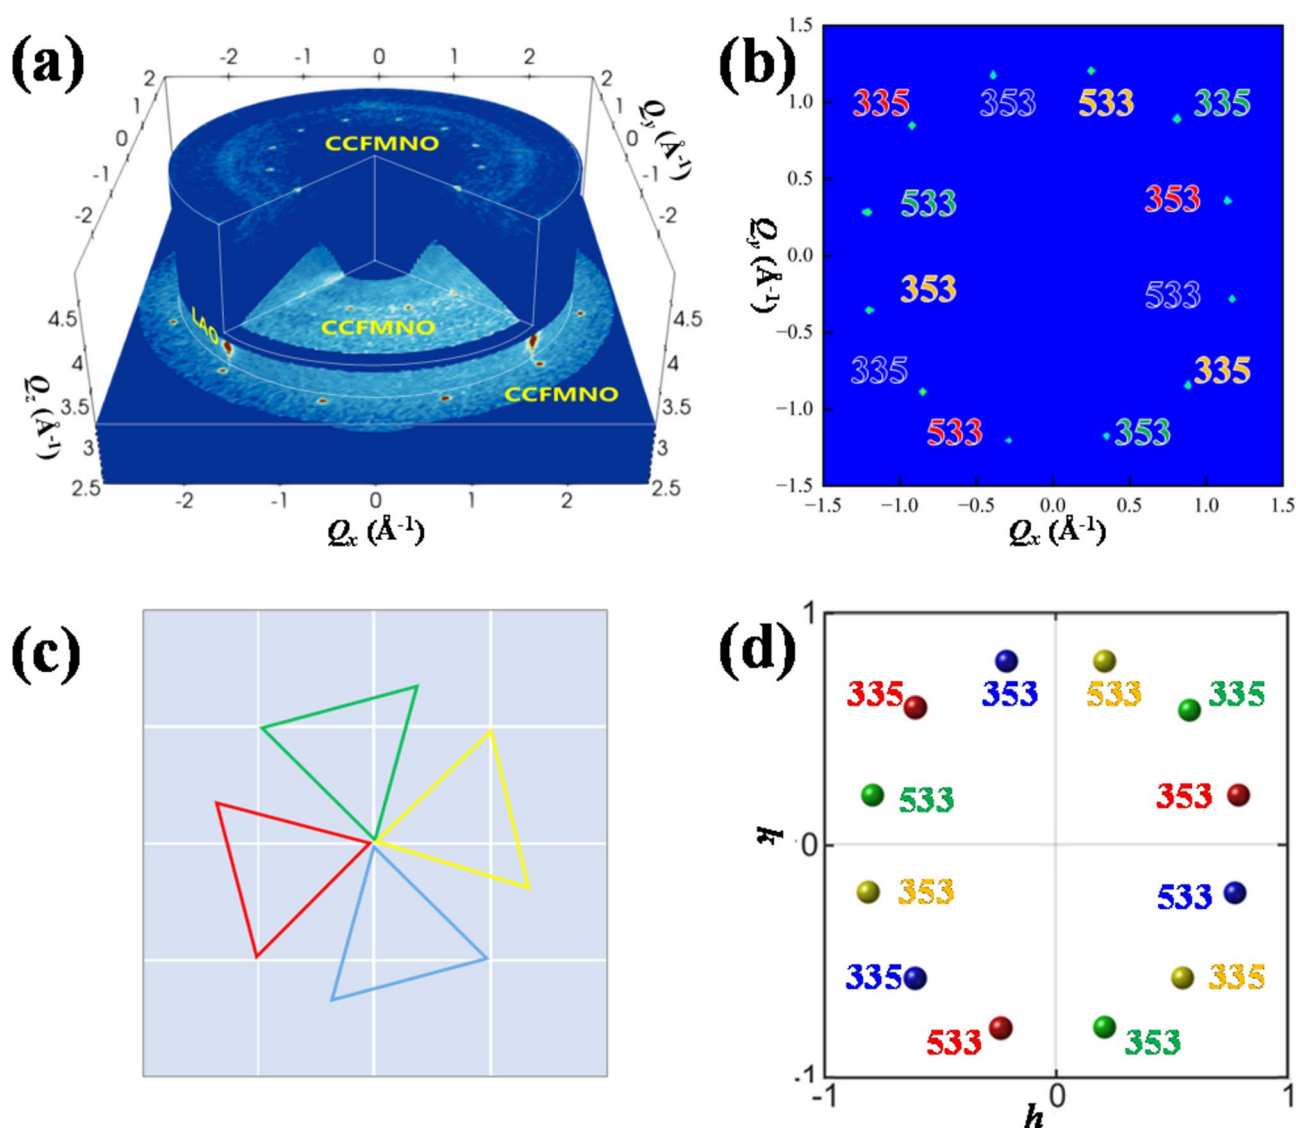 (a)
-2 -1 0 1 2
2 2
1 1
0 0
-1 -1
-2 -2
Qy (Å-1)
CCFMNO
LAO
CCFMNO
CCFMNO
4.5 4.5
4 4
3.5 3.5
3 3
2.5 2.5
Qz (Å-1)
-2 -1 0 1 2
Qx (Å-1)
(b)
1.5
1.0
0.5
0.0
−0.5
−1.0
−1.5
Qy (Å-1)
335 353 533 335
533 353
353 533
335 335
533 353
−1.5 −1.0 −0.5 0.0 0.5 1.0 1.5
Qx (Å-1)
(c)
(d)
1
0
-1
k
335 353 533 335
533 353
353 533
335 335
533 353
-1 0 1
h